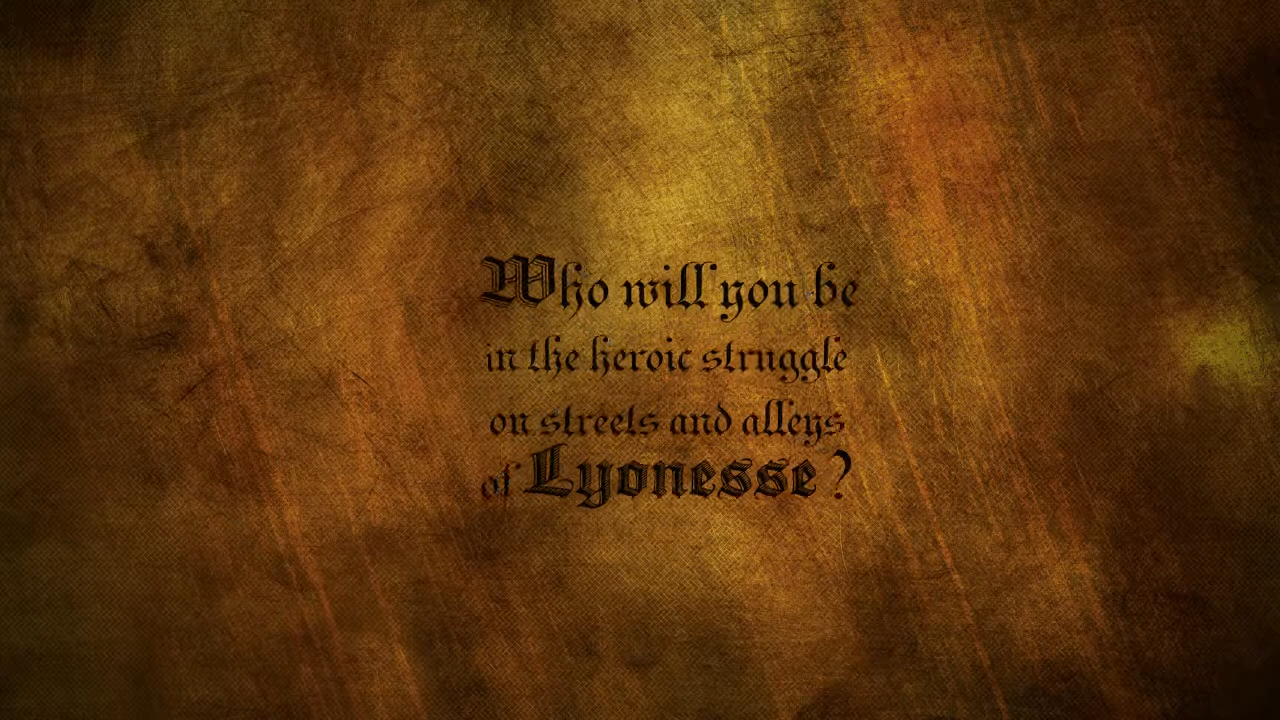 Who will you be
in the heroic struggle
on streets and alleys
of Lyonesse ?